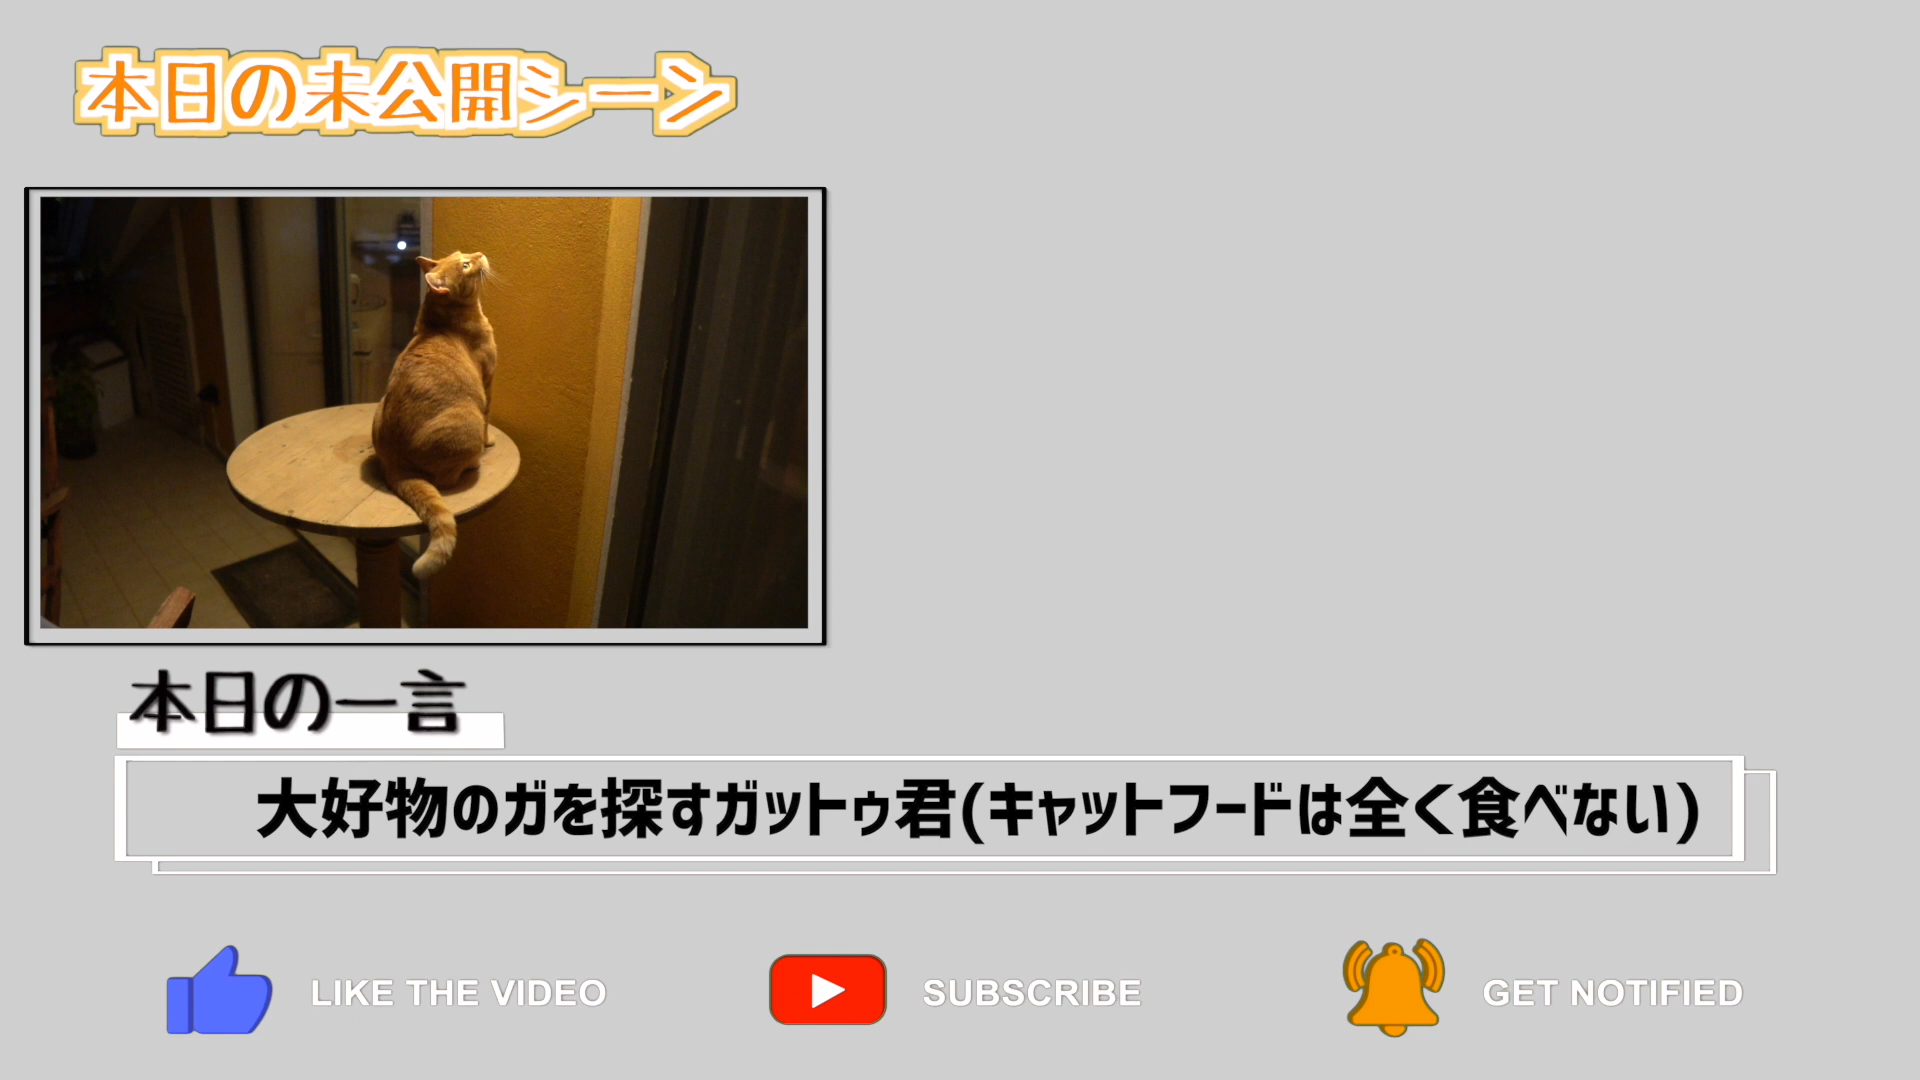 本日の未公開シーン
本日の一言
大好物のガを探すガットゥ君(キャットフードは全く食べない)
LIKE THE VIDEO
SUBSCRIBE
GET NOTIFIED